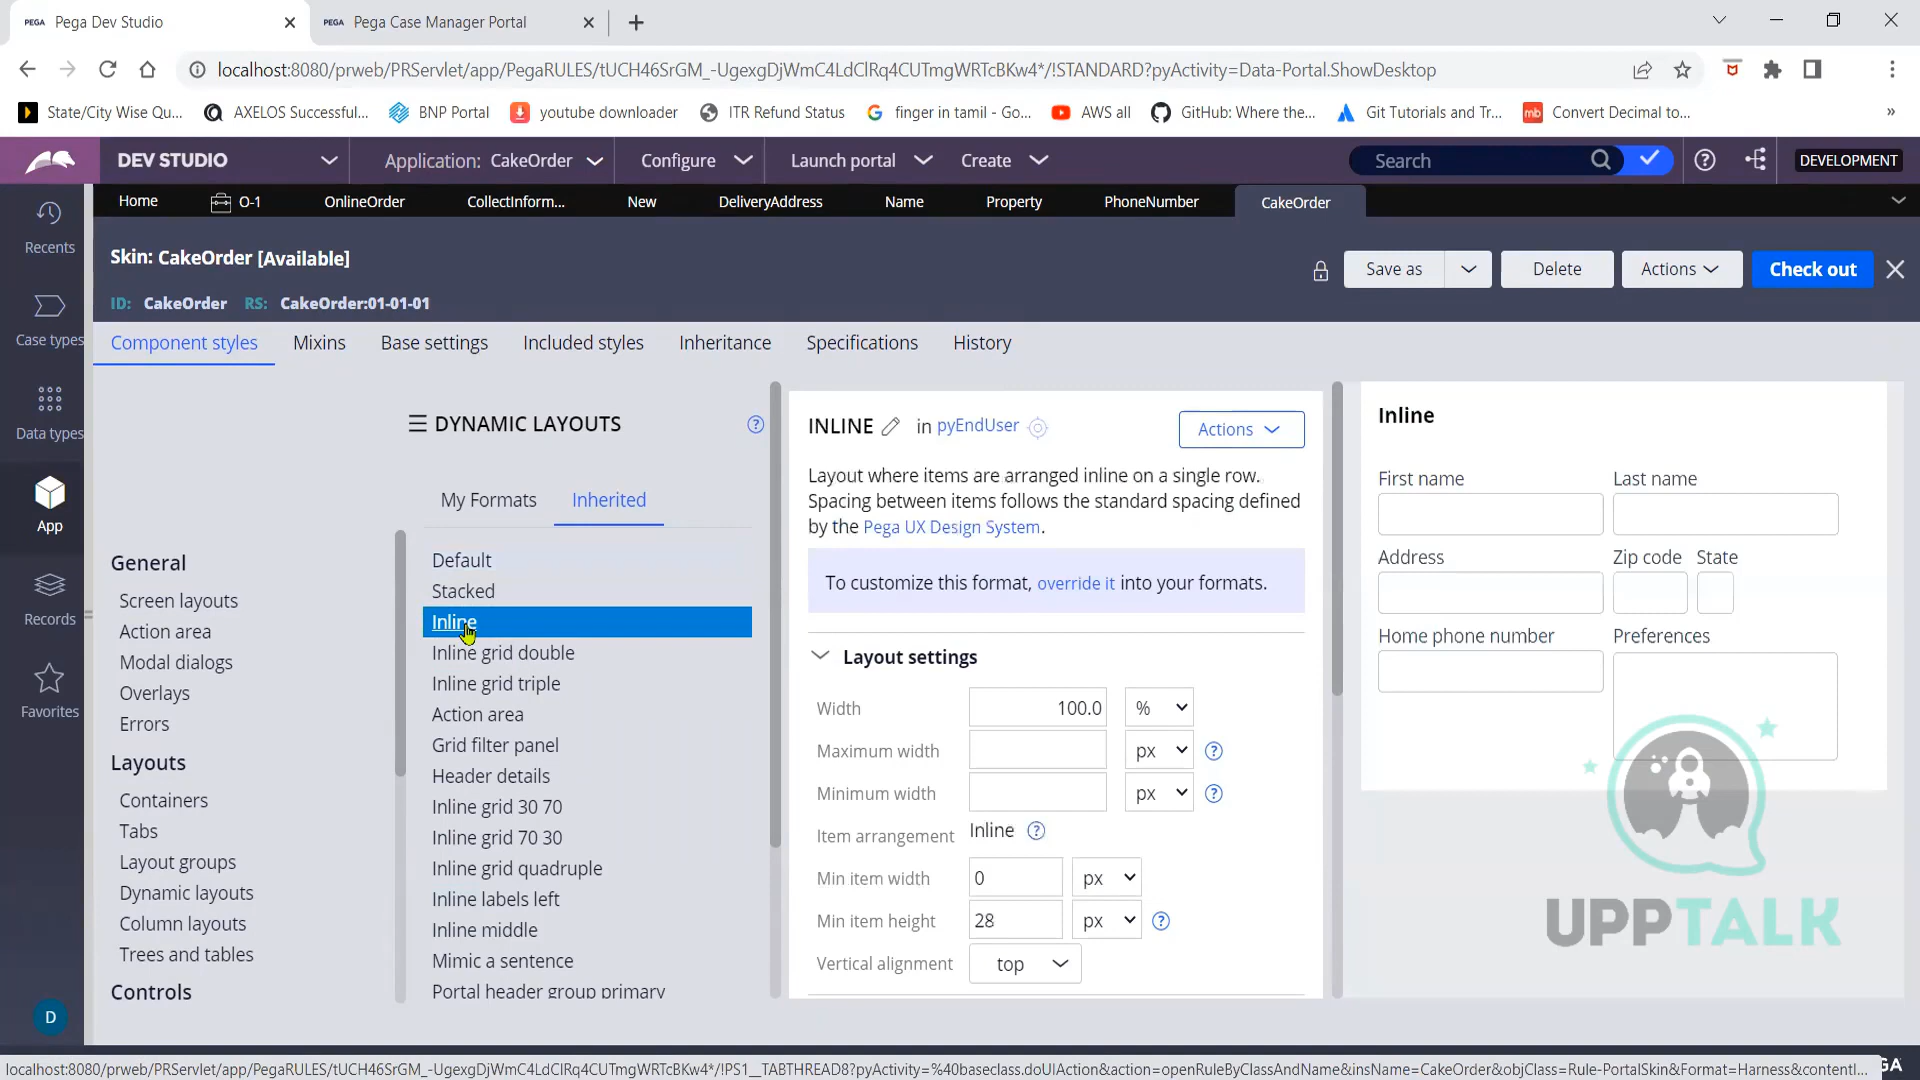 PEGA Pega Dev Studio
PEGA Pega Case Manager Portal
localhost:8080/prweb/PRServlet/app/PegaRULES/tUCH46SrGM_-UgexgDjWmC4LdClRq4CUTmgWRTcBKw4*/!STANDARD?pyActivity=Data-Portal.ShowDesktop
State/City Wise Qu...
AXELOS Successful...
BNP Portal
youtube downloader
ITR Refund Status
finger in tamil - Go...
AWS all
GitHub: Where the...
Git Tutorials and Tr...
mb Convert Decimal to...
»
DEV STUDIO
Application: CakeOrder
Configure
Launch portal
Create
Search
DEVELOPMENT
Home
O-1
OnlineOrder
CollectInform...
New
DeliveryAddress
Name
Property
PhoneNumber
CakeOrder
Recents
Case types
Data types
App
Records
Favorites
D
Skin: CakeOrder [Available]
ID: CakeOrder RS: CakeOrder:01-01-01
Save as
Delete
Actions
Check out
Component styles
Mixins
Base settings
Included styles
Inheritance
Specifications
History
General
Screen layouts
Action area
Modal dialogs
Overlays
Errors
Layouts
Containers
Tabs
Layout groups
Dynamic layouts
Column layouts
Trees and tables
Controls
DYNAMIC LAYOUTS ?
My Formats
Inherited
Default
Stacked
Inline
Inline grid double
Inline grid triple
Action area
Grid filter panel
Header details
Inline grid 30 70
Inline grid 70 30
Inline grid quadruple
Inline labels left
Inline middle
Mimic a sentence
Portal header group primary
INLINE in pyEndUser
Actions
Layout where items are arranged inline on a single row.
Spacing between items follows the standard spacing defined
by the Pega UX Design System.
To customize this format, override it into your formats.
Layout settings
Width 100.0 %
Maximum width px ?
Minimum width px ?
Item arrangement Inline ?
Min item width 0 px
Min item height 28 px ?
Vertical alignment top
Inline
First name Last name
Address Zip code State
Home phone number Preferences
UPPTALK
localhost:8080/prweb/PRServlet/app/PegaRULES/tUCH46SrGM_-UgexgDjWmC4LdClRq4CUTmgWRTcBKw4*/!PS1__TABTHREAD8?pyActivity=%40baseclass.doUIAction&action=openRuleByClassAndName&insName=CakeOrder&objClass=Rule-PortalSkin&Format=Harness&contentI...
GA